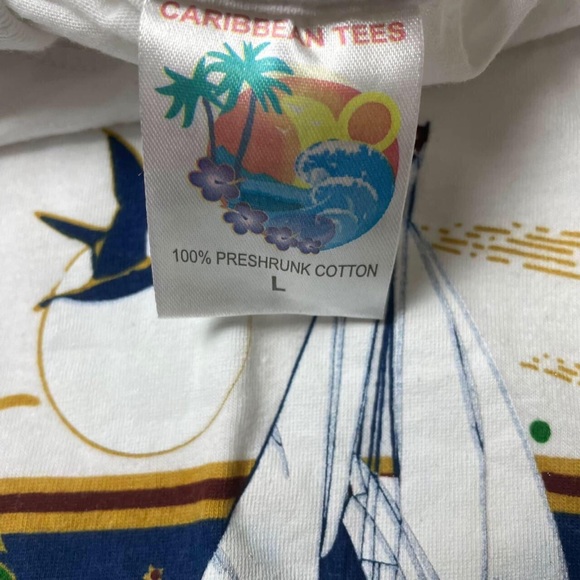 CARIBBEAN TEES
100% PRESHRUNK COTTON
L